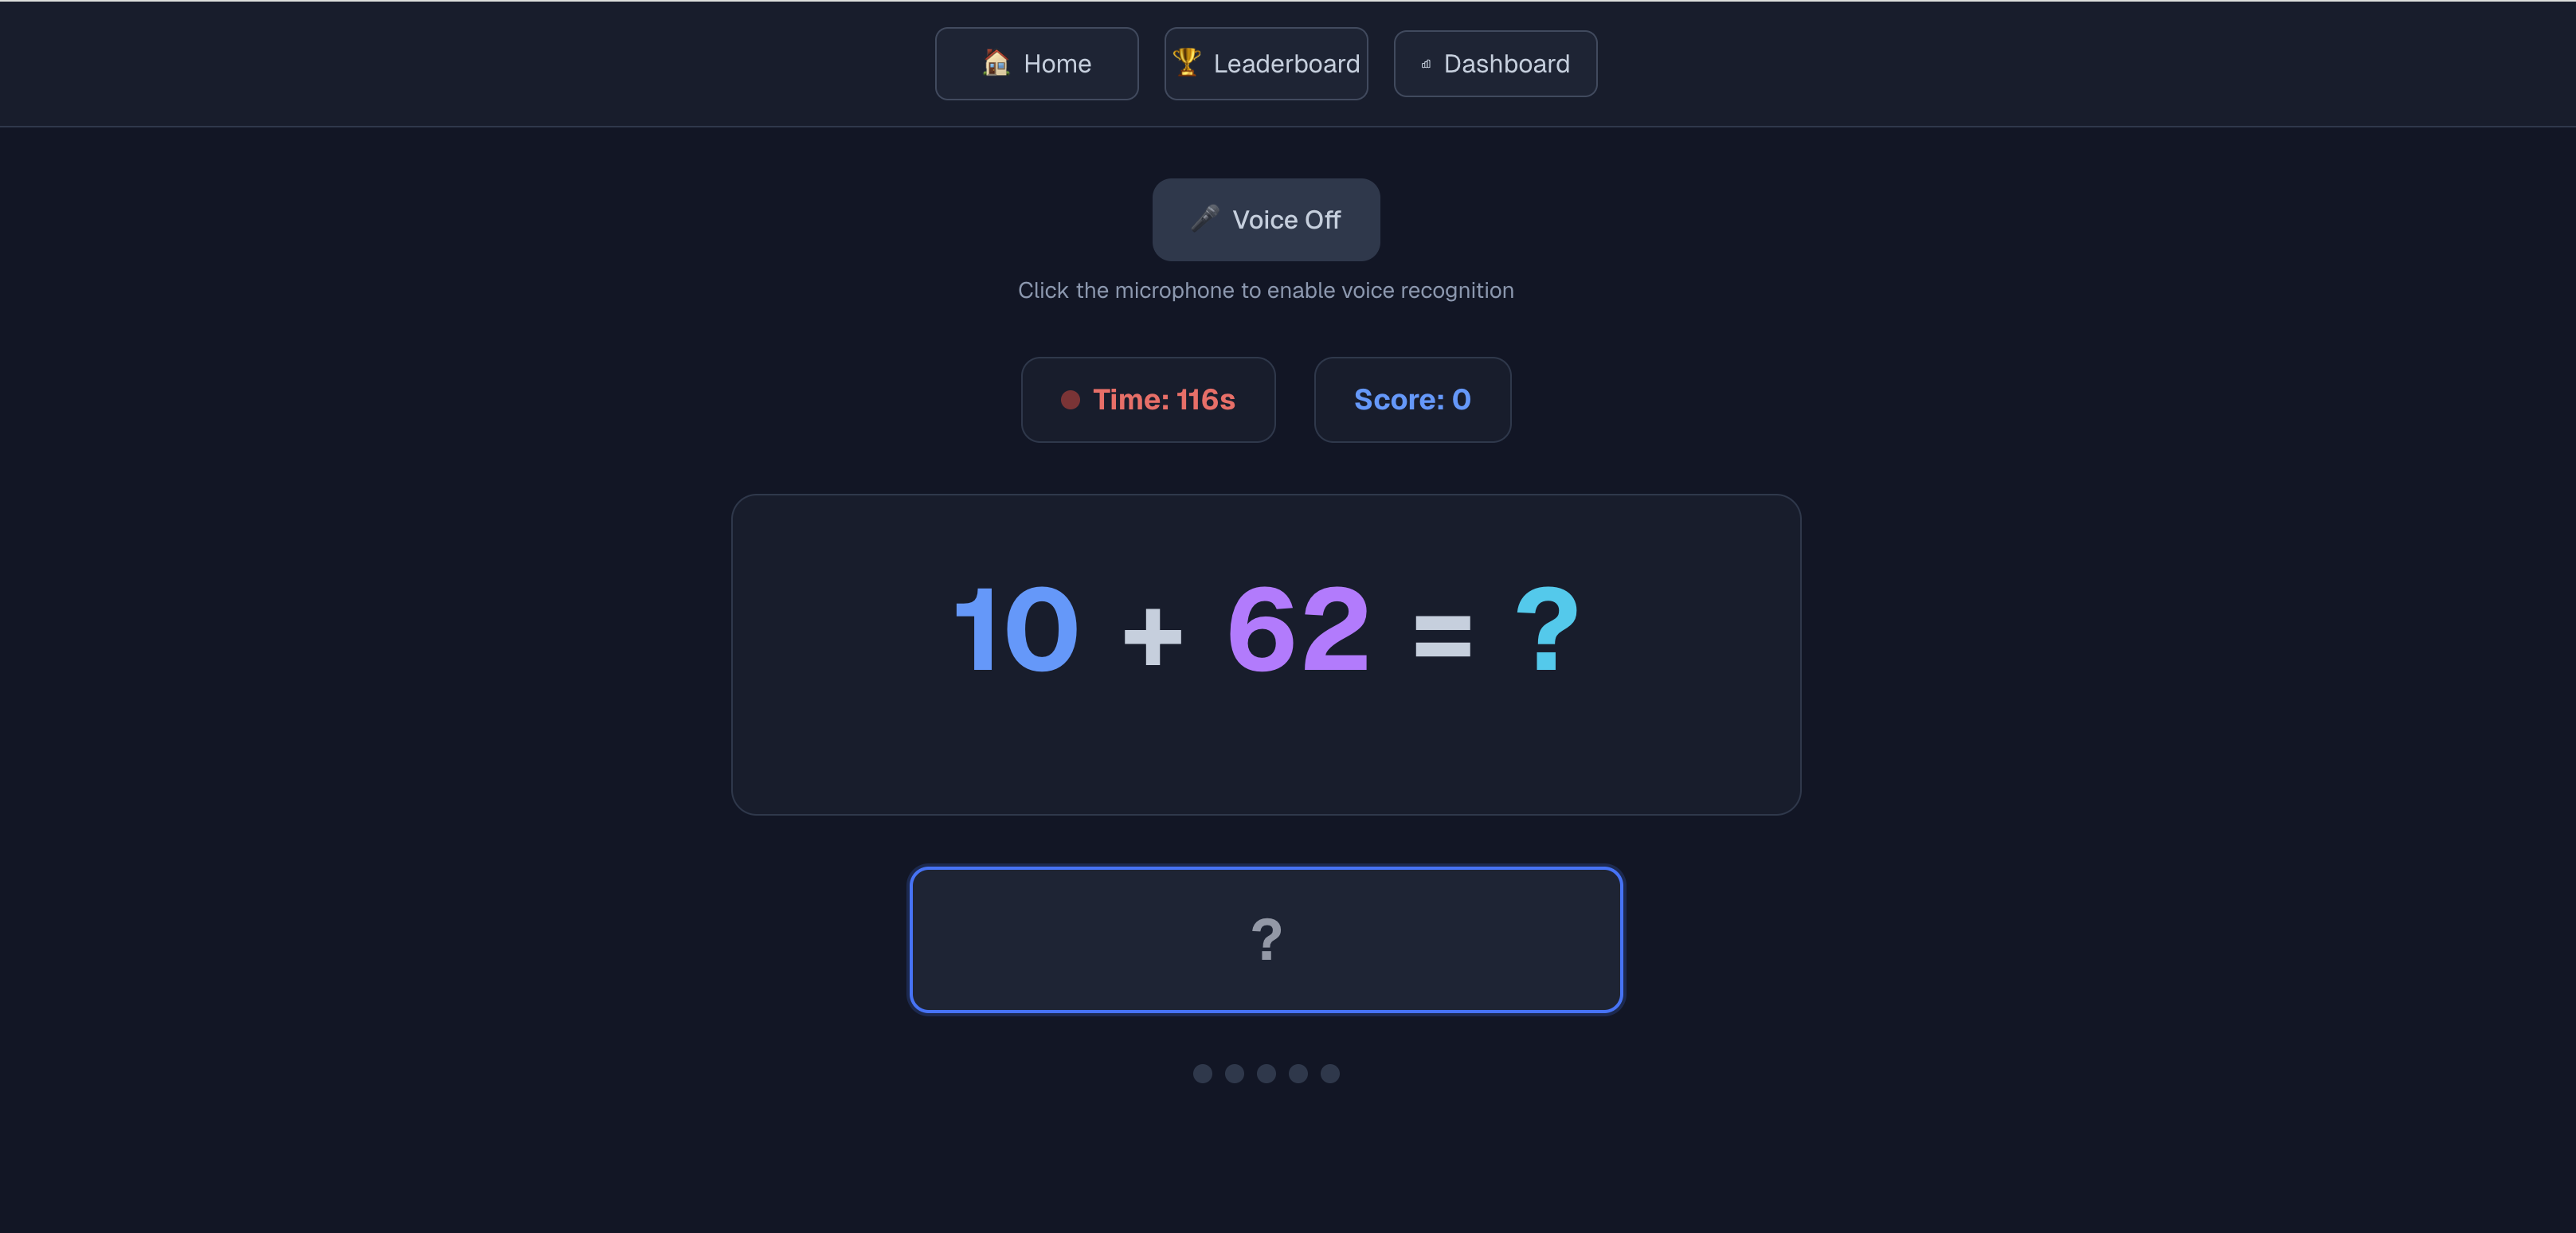 Home Leaderboard Dashboard
Voice Off
Click the microphone to enable voice recognition
Time: 116s Score: 0
10 + 62 = ?
?